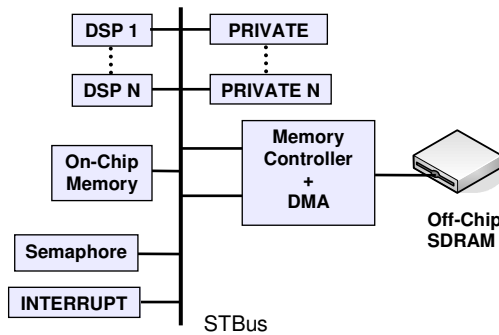 DSP 1
PRIVATE
DSP N
PRIVATE N
On-Chip
Memory
Memory
Controller
+
DMA
Off-Chip
SDRAM
Semaphore
INTERRUPT
STBus